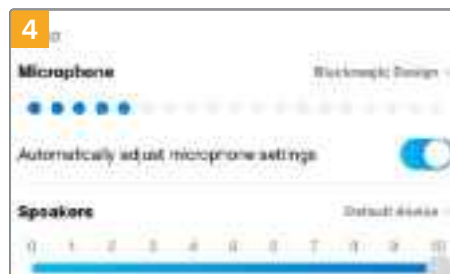 4
Microphone Blackmagic Design
Automatically adjust microphone settings
Speakers Default device
0 1 2 3 4 5 6 7 8 9 10